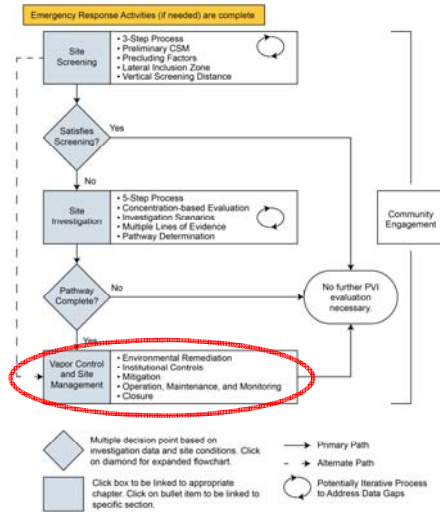 Emergency Response Activities (if needed) are complete
Site
Screening
• 3-Step Process
• Preliminary CSM
• Precluding Factors
• Lateral Inclusion Zone
• Vertical Screening Distance
Satisfies
Screening?
Yes
No
Site
Investigation
• 5-Step Process
• Concentration-based Evaluation
• Investigation Scenarios
• Multiple Lines of Evidence
• Pathway Determination
Community
Engagement
Pathway
Complete?
No
No further PVI
evaluation
necessary.
Yes
Vapor Control
and Site
Management
• Environmental Remediation
• Institutional Controls
• Mitigation
• Operation, Maintenance, and Monitoring
• Closure
Multiple decision point based on
investigation data and site conditions. Click
on diamond for expanded flowchart.
Click box to be linked to appropriate
chapter. Click on bullet item to be linked to
specific section.
Primary Path
Alternate Path
Potentially Iterative Process
to Address Data Gaps